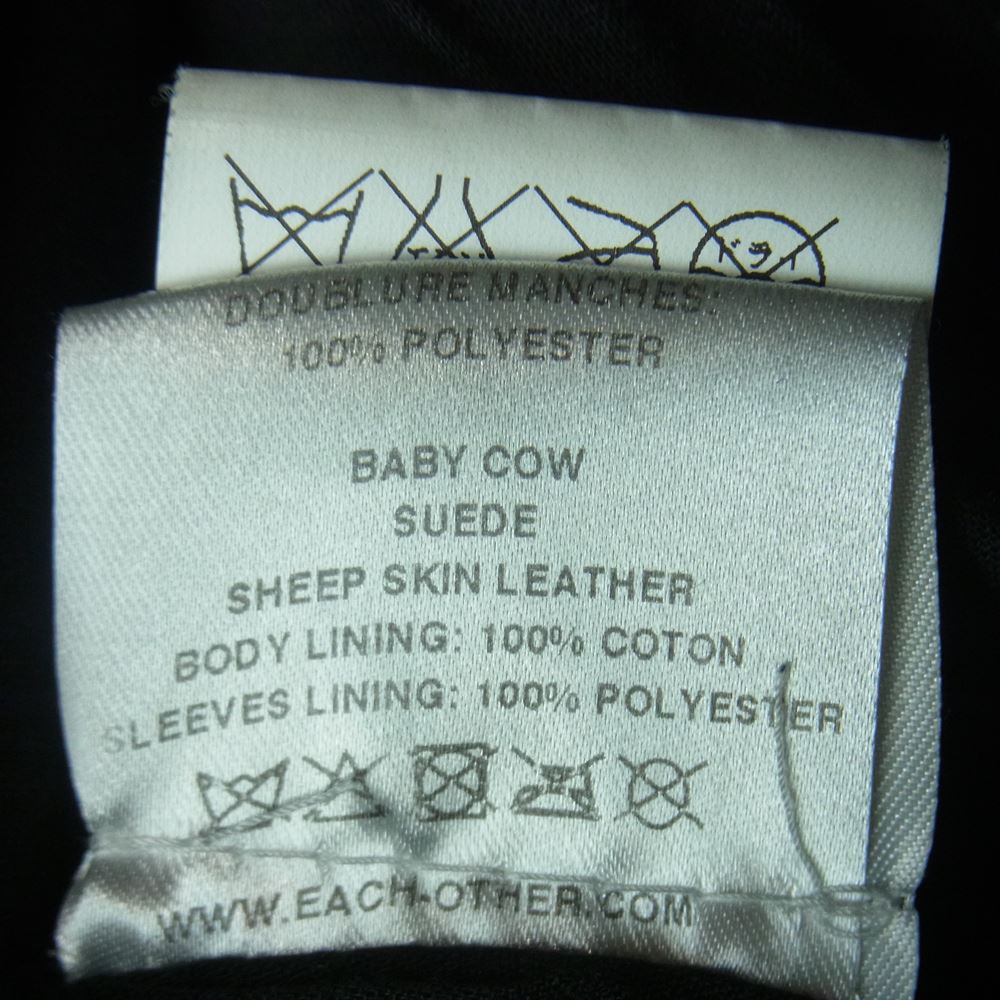 DOUBLURE MANCHES:
100% POLYESTER
BABY COW
SUEDE
SHEEP SKIN LEATHER
BODY LINING: 100% COTON
SLEEVES LINING: 100% POLYESTER
WWW.EACH-OTHER.COM